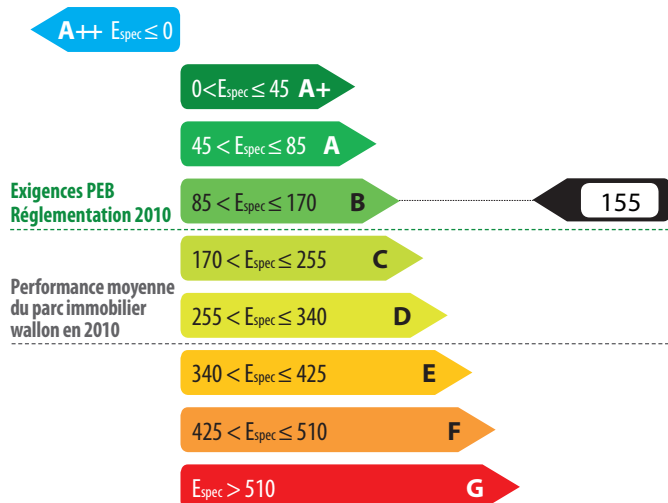 A++ Espec ≤ 0
0 < Espec ≤ 45 A+
45 < Espec ≤ 85 A
Exigences PEB
Réglementation 2010
85 < Espec ≤ 170 B
155
170 < Espec ≤ 255 C
Performance moyenne
du parc immobilier
wallon en 2010
255 < Espec ≤ 340 D
340 < Espec ≤ 425 E
425 < Espec ≤ 510 F
Espec > 510 G